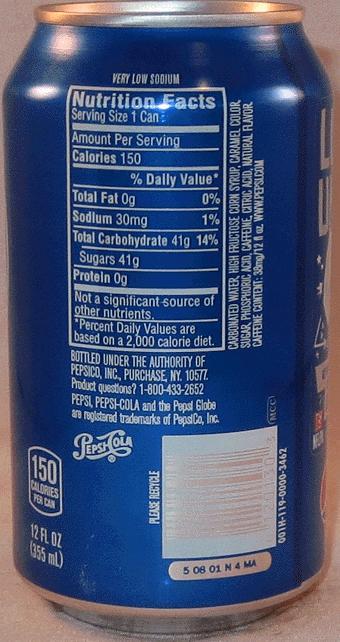 VERY LOW SODIUM
Nutrition Facts
Serving Size 1 Can
Amount Per Serving
Calories 150
% Daily Value*
Total Fat 0g 0%
Sodium 30mg 1%
Total Carbohydrate 41g 14%
Sugars 41g
Protein 0g
Not a significant source of
other nutrients.
*Percent Daily Values are
based on a 2,000 calorie diet.
CARBONATED WATER, HIGH FRUCTOSE CORN SYRUP, CARAMEL COLOR,
SUGAR, PHOSPHORIC ACID, CAFFEINE, CITRIC ACID, NATURAL FLAVOR.
CAFFEINE CONTENT: 38mg/12 fl oz. WWW.PEPSI.COM
BOTTLED UNDER THE AUTHORITY OF
PEPSICO, INC., PURCHASE, NY. 10577.
Product questions? 1-800-433-2652
PEPSI, PEPSI-COLA and the Pepsi Globe
are registered trademarks of PepsiCo, Inc.
PEPSI-COLA
®
150
CALORIES
PER CAN
12 FL OZ
(355 mL)
PLEASE RECYCLE
MCC
001H-119-0000-3462
5 08 01 N 4 MA